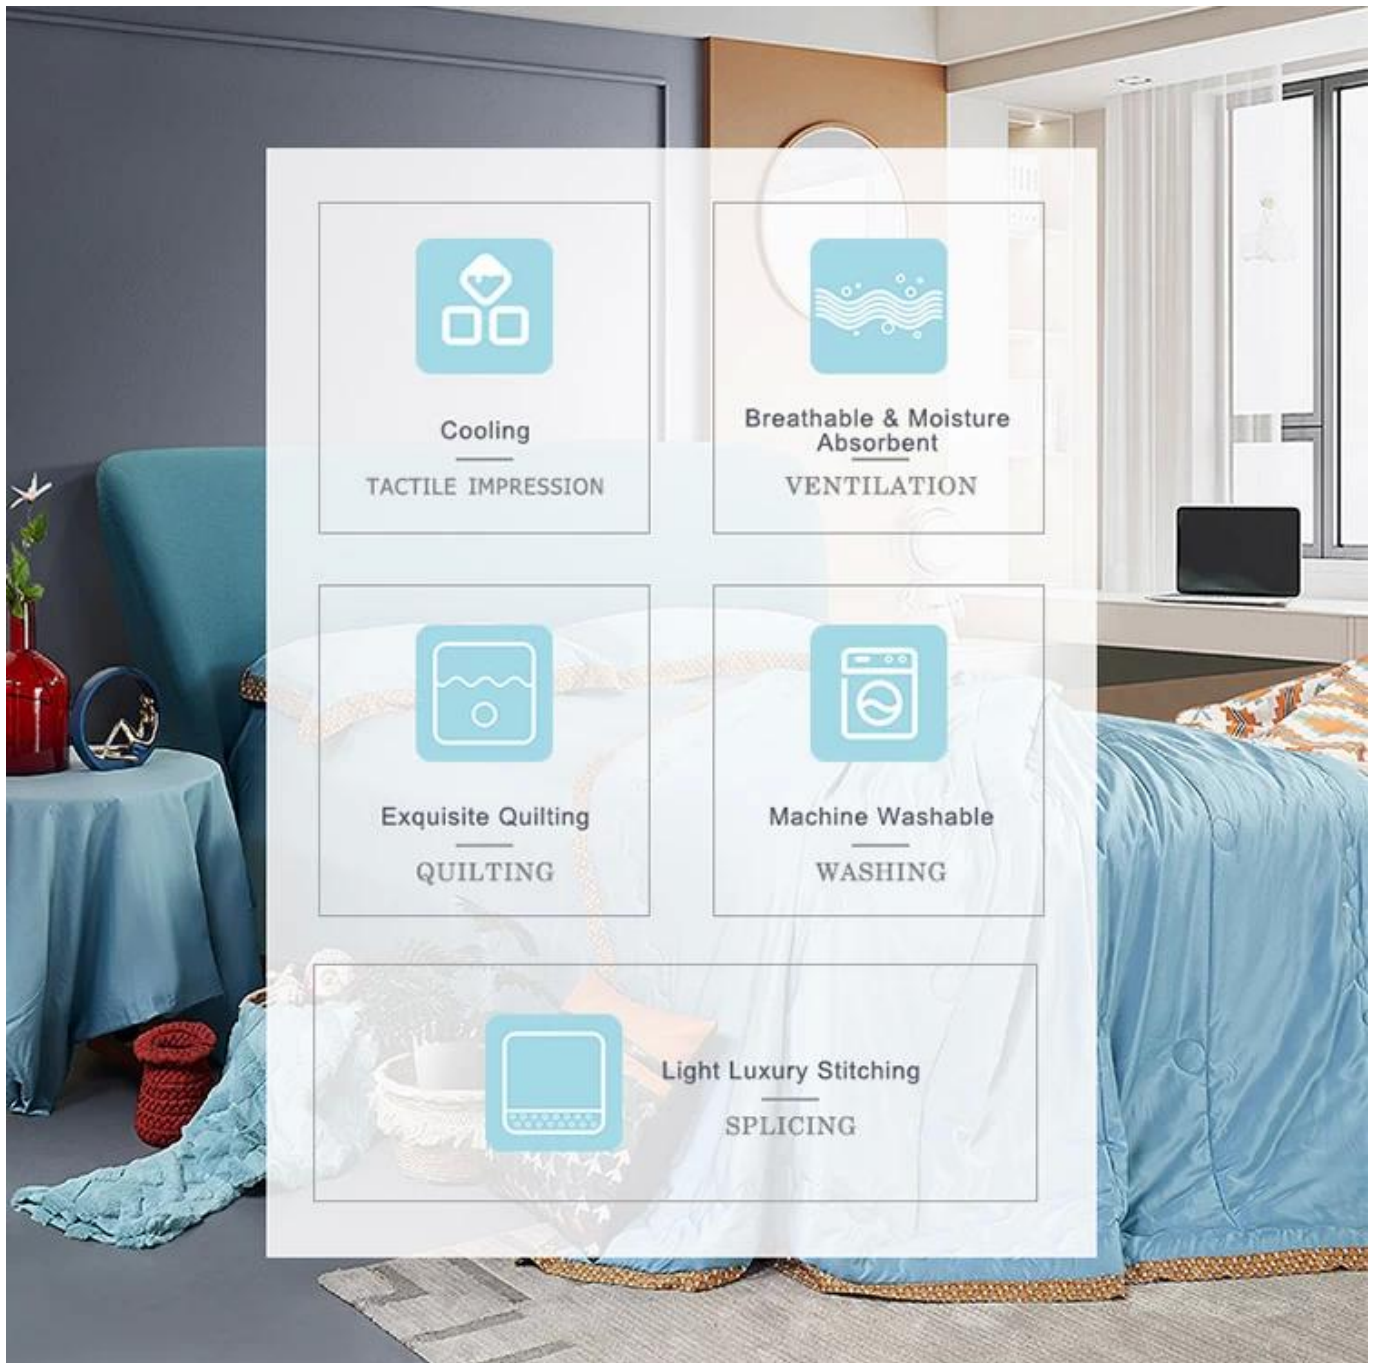 Cooling
TACTILE IMPRESSION
Breathable & Moisture
Absorbent
VENTILATION
Exquisite Quilting
QUILTING
Machine Washable
WASHING
Light Luxury Stitching
SPLICING